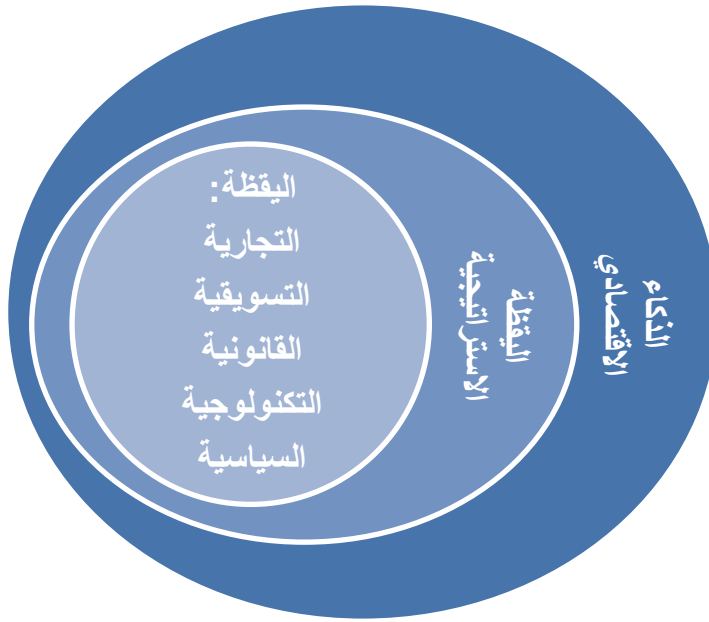 اليقظة:
التجارية
التسويقية
القانونية
التكنولوجية
السياسية
اليقظة
الاستراتيجية
الذكاء
الاقتصادي